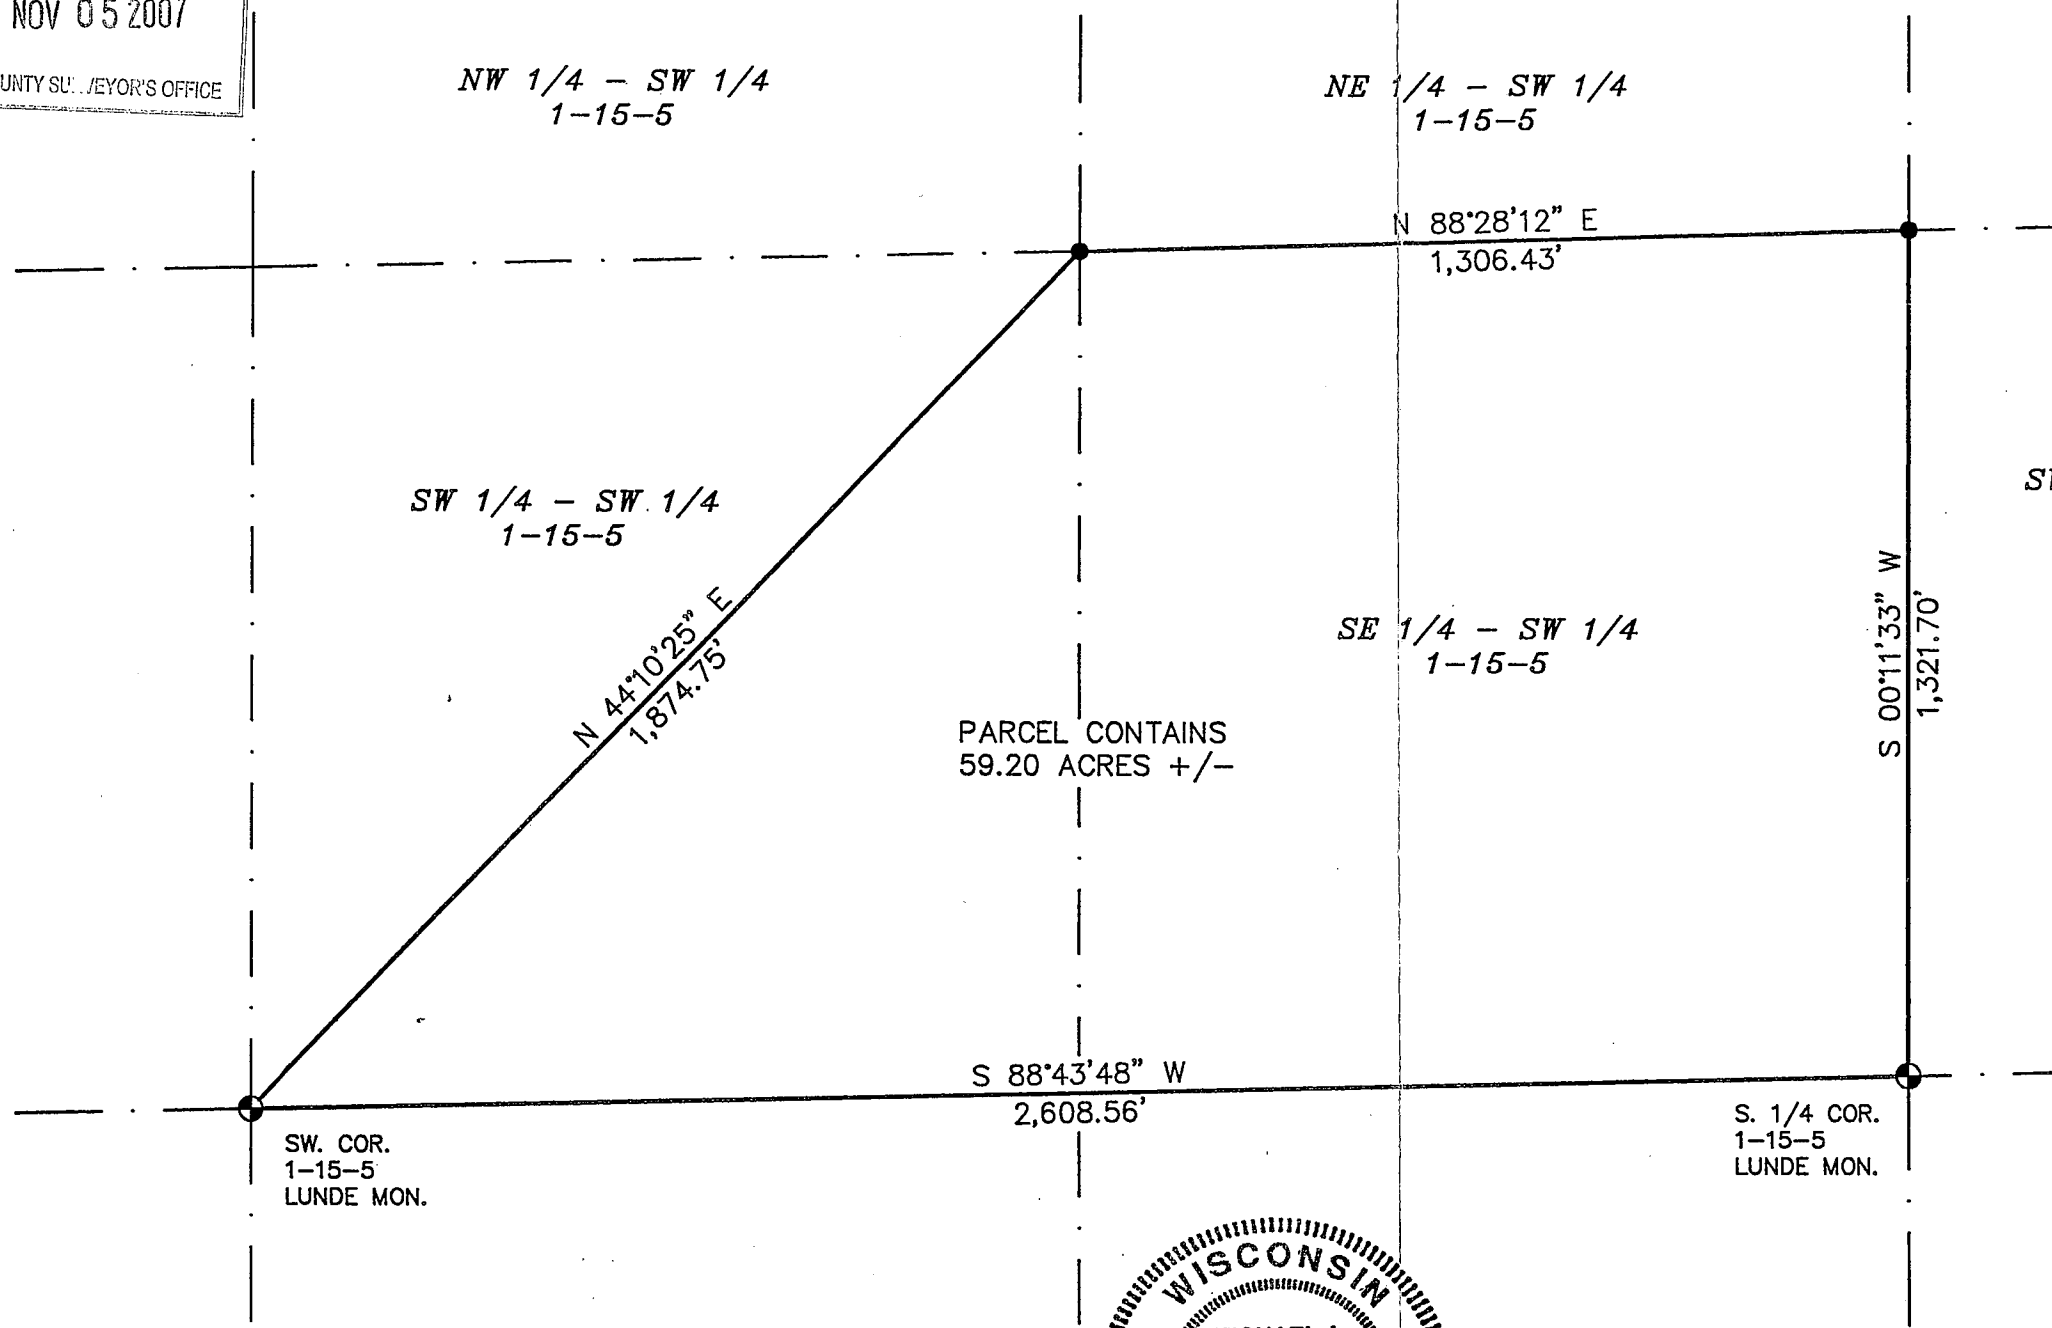 NOV 05 2007
OFFICE
NW 1/4 - SW 1/4
1-15-5
NE 1/4 - SW 1/4
1-15-5
N 88°28'12" E
1,306.43'
SW 1/4 - SW 1/4
1-15-5
N 44°10'25" E
1,874.75'
SE 1/4 - SW 1/4
1-15-5
S 00°11'33" W
1,321.70'
PARCEL CONTAINS
59.20 ACRES +/-
S 88°43'48" W
2,608.56'
SW. COR.
1-15-5
LUNDE MON.
S. 1/4 COR.
1-15-5
LUNDE MON.
WISCONSIN